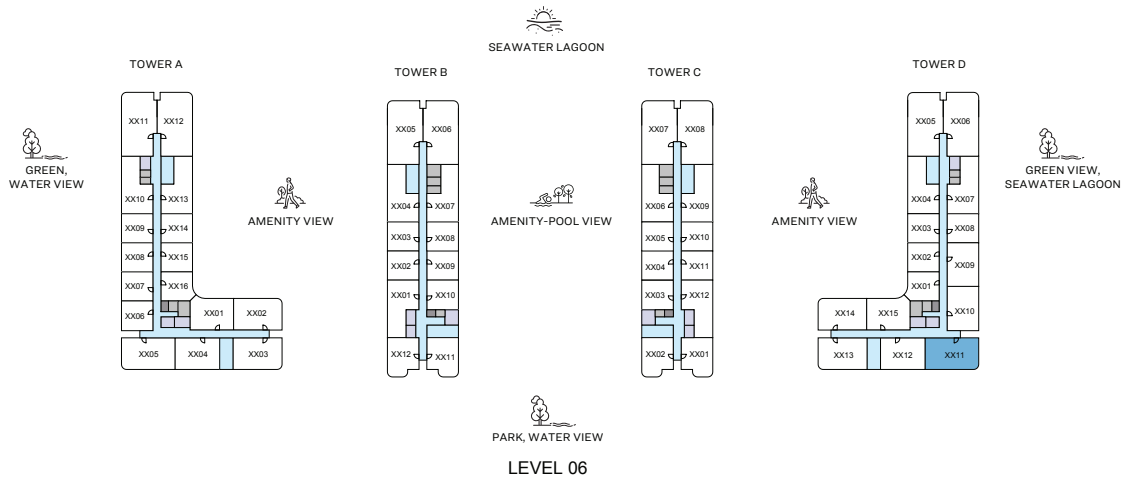 SEAWATER LAGOON
TOWER A
TOWER B
TOWER C
TOWER D
GREEN,
WATER VIEW
AMENITY VIEW
AMENITY-POOL VIEW
AMENITY VIEW
GREEN VIEW,
SEAWATER LAGOON
XX11 XX12
XX10 XX13
XX09 XX14
XX08 XX15
XX07 XX16
XX06 XX01 XX02
XX05 XX04 XX03
XX05 XX06
XX04 XX07
XX03 XX08
XX02 XX09
XX01 XX10
XX12 XX11
XX07 XX08
XX06 XX09
XX05 XX10
XX04 XX11
XX03 XX12
XX02 XX01
XX05 XX06
XX04 XX07
XX03 XX08
XX02 XX09
XX01
XX14 XX15 XX10
XX13 XX12 XX11
PARK, WATER VIEW
LEVEL 06